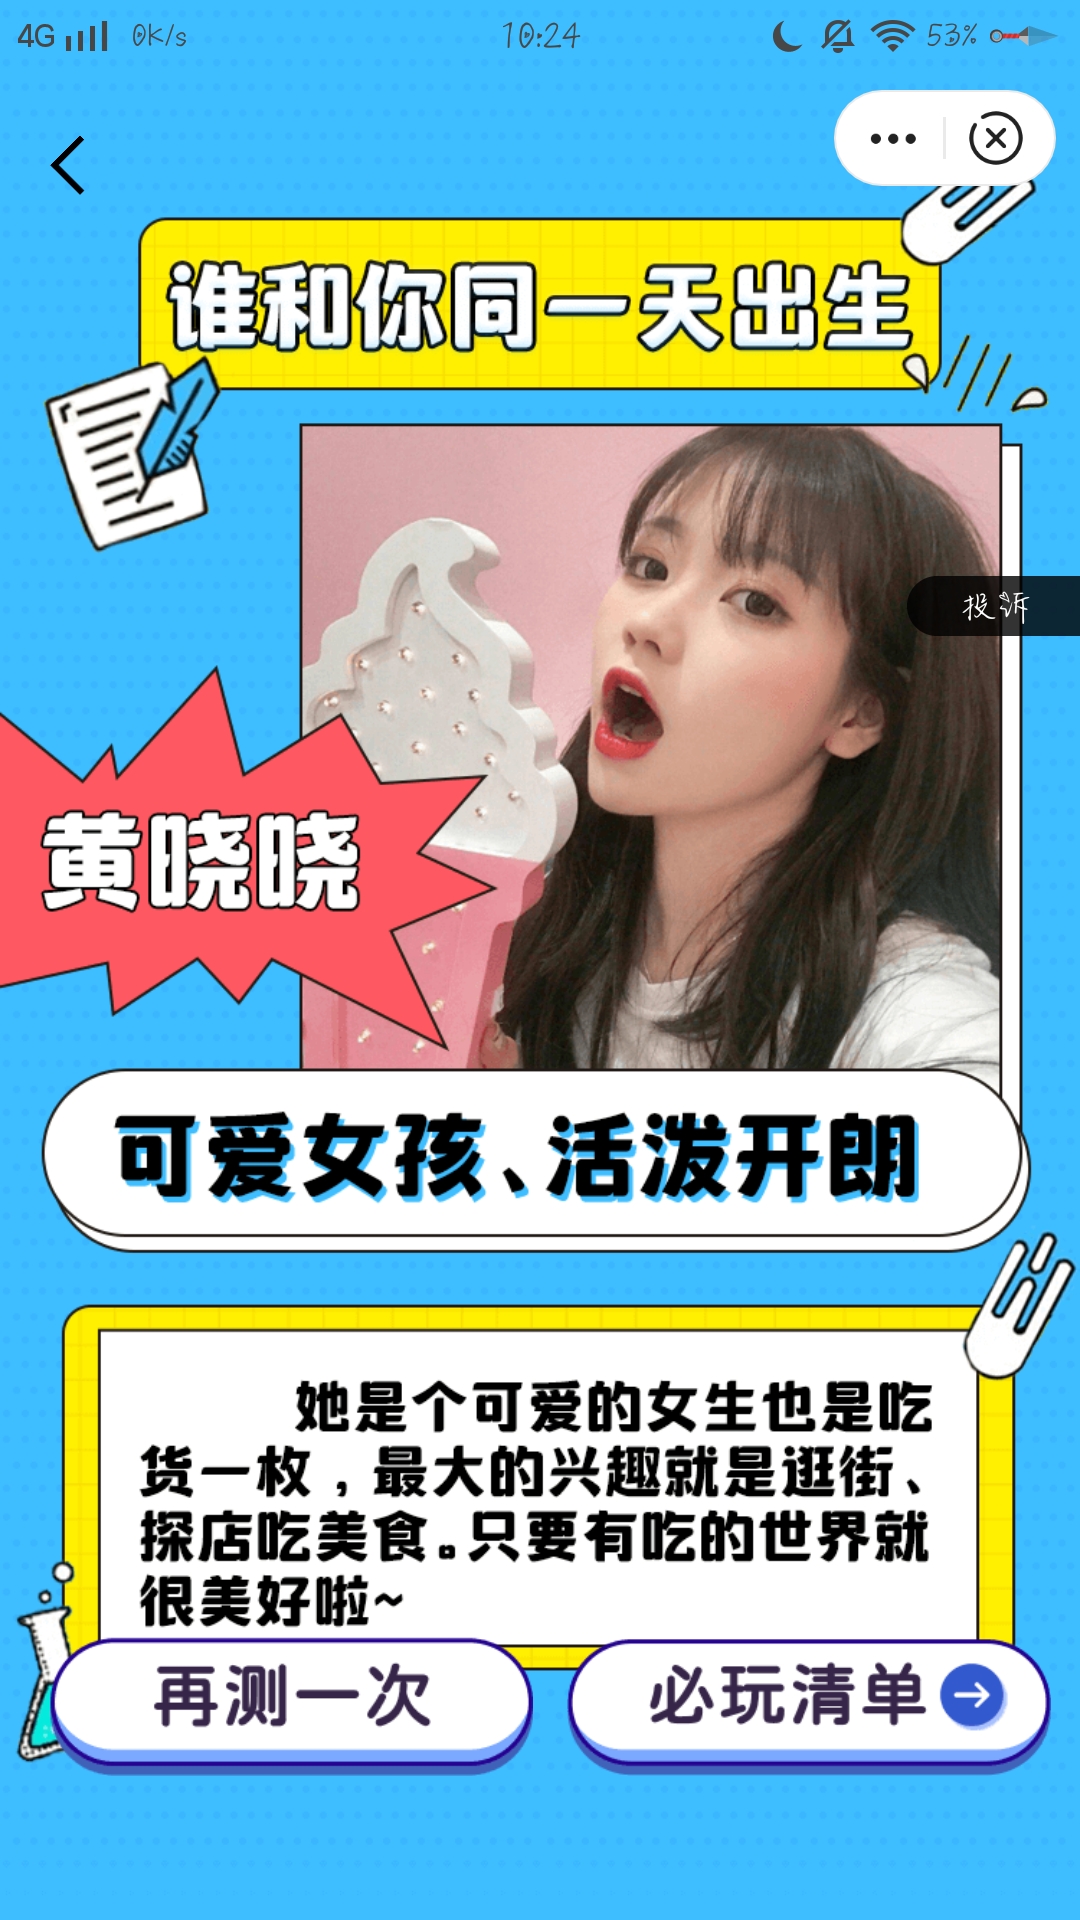 4G 0K/s 10:24 53%
谁和你同一天出生
投诉
黄晓晓
可爱女孩、活泼开朗
她是个可爱的女生也是吃
货一枚，最大的兴趣就是逛街、
探店吃美食。只要有吃的世界就
很美好啦~
再测一次 必玩清单